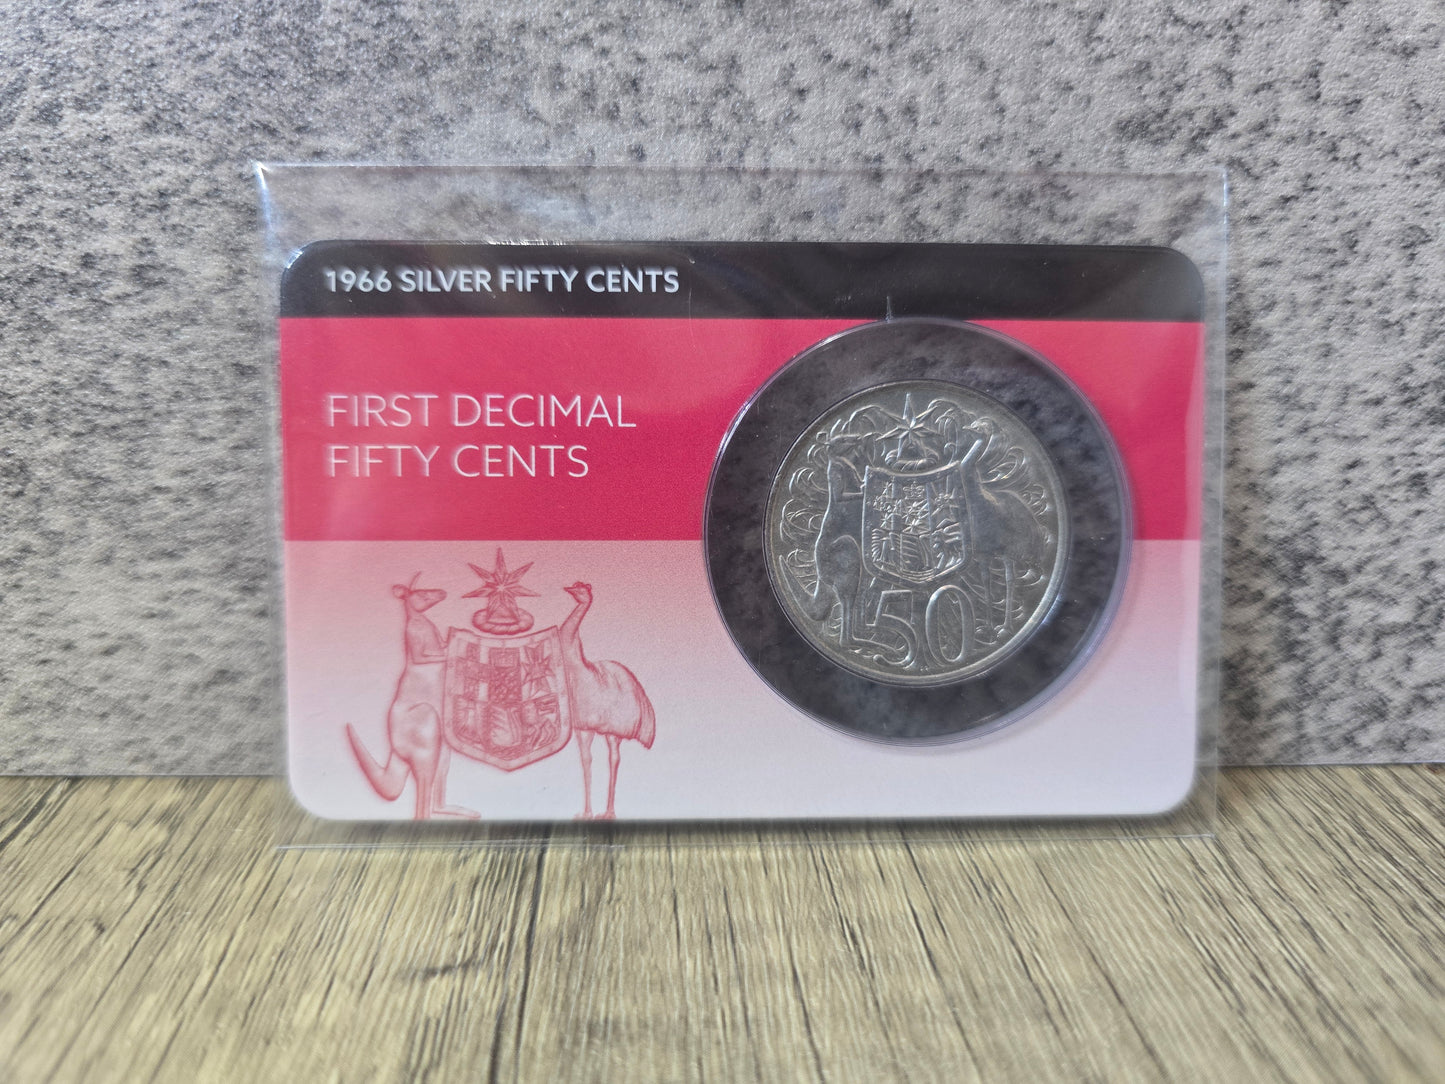 1966 SILVER FIFTY CENTS
FIRST DECIMAL
FIFTY CENTS
50